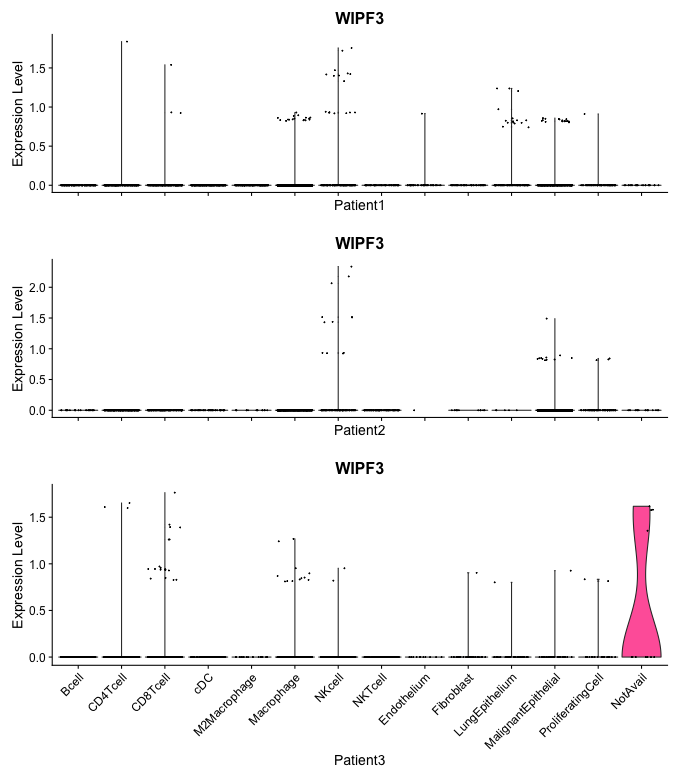 WIPF3
Expression Level
1.5
1.0
0.5
0.0
Patient1
WIPF3
Expression Level
2.0
1.5
1.0
0.5
0.0
Patient2
WIPF3
Expression Level
1.5
1.0
0.5
0.0
Bcell
CD4Tcell
CD8Tcell
cDC
M2Macrophage
Macrophage
NKcell
NKTcell
Endothelium
Fibroblast
LungEpithelium
MalignantEpithelial
ProliferatingCell
NotAvail
Patient3